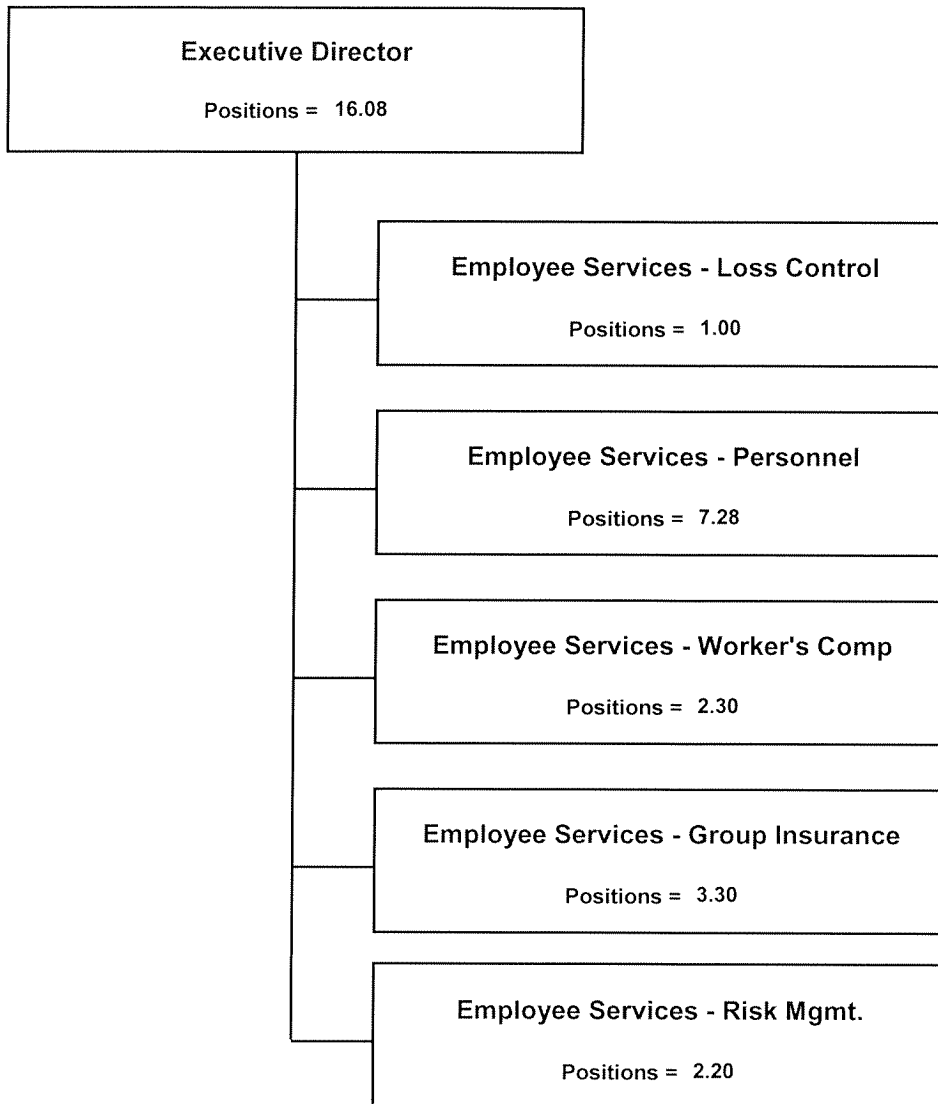 Executive Director
Positions = 16.08
Employee Services - Loss Control
Positions = 1.00
Employee Services - Personnel
Positions = 7.28
Employee Services - Worker's Comp
Positions = 2.30
Employee Services - Group Insurance
Positions = 3.30
Employee Services - Risk Mgmt.
Positions = 2.20